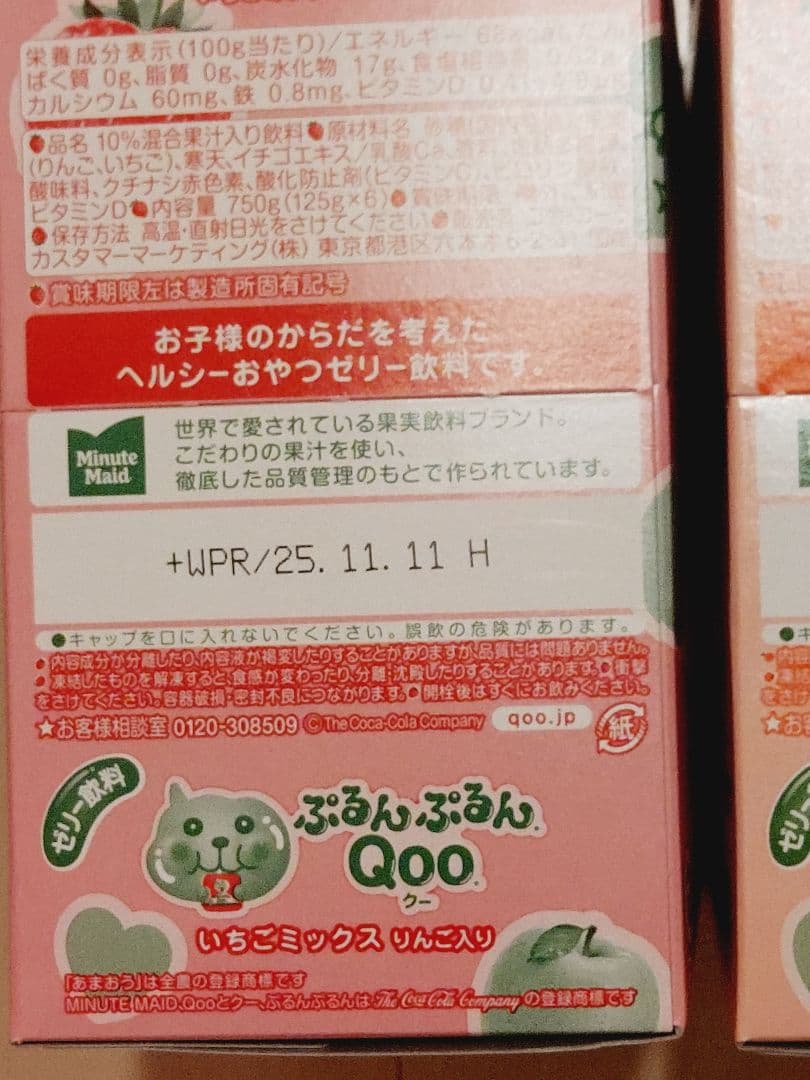 栄養成分表示(100g当たり)/エネルギー
ばく質 0g、脂質 0g、炭水化物 17g、食塩相当量
カルシウム 60mg、鉄 0.8mg、ビタミンD
品名 10%混合果汁入り飲料 原材料名
(りんご、いちご)、寒天、イチゴエキス/乳酸Ca、
酸味料、クチナシ赤色素、酸化防止剤(ビタミンC)、
ビタミンD 内容量 750g(125g×6)
保存方法 高温・直射日光をさけてください
カスタマーマーケティング(株) 東京都港区六本木6-2-31
賞味期限左は製造所固有記号
お子様のからだを考えた
ヘルシーおやつゼリー飲料です。
Minute Maid
世界で愛されている果実飲料ブランド。
こだわりの果汁を使い、
徹底した品質管理のもとで作られています。
+WPR/25.11.11 H
●キャップを口に入れないでください。誤飲の危険があります。
●内容成分が分離したり、内容液が褐変したりすることがありますが、品質には問題ありません。
●凍結したものを解凍すると、食感が変わったり、分離・沈殿したりすることがあります。●衝撃
をさけてください。容器破損・密封不良につながります。●開栓後はすぐにお飲みください。
★お客様相談室 0120-308509 ©The Coca-Cola Company qoo.jp 紙
ゼリー飲料
ぷるんぷるん
Qoo
クー
いちごミックス りんご入り
「あまおう」は全農の登録商標です
MINUTE MAID、Qooとクー、ぷるんぷるんは The Coca-Cola Company の登録商標です